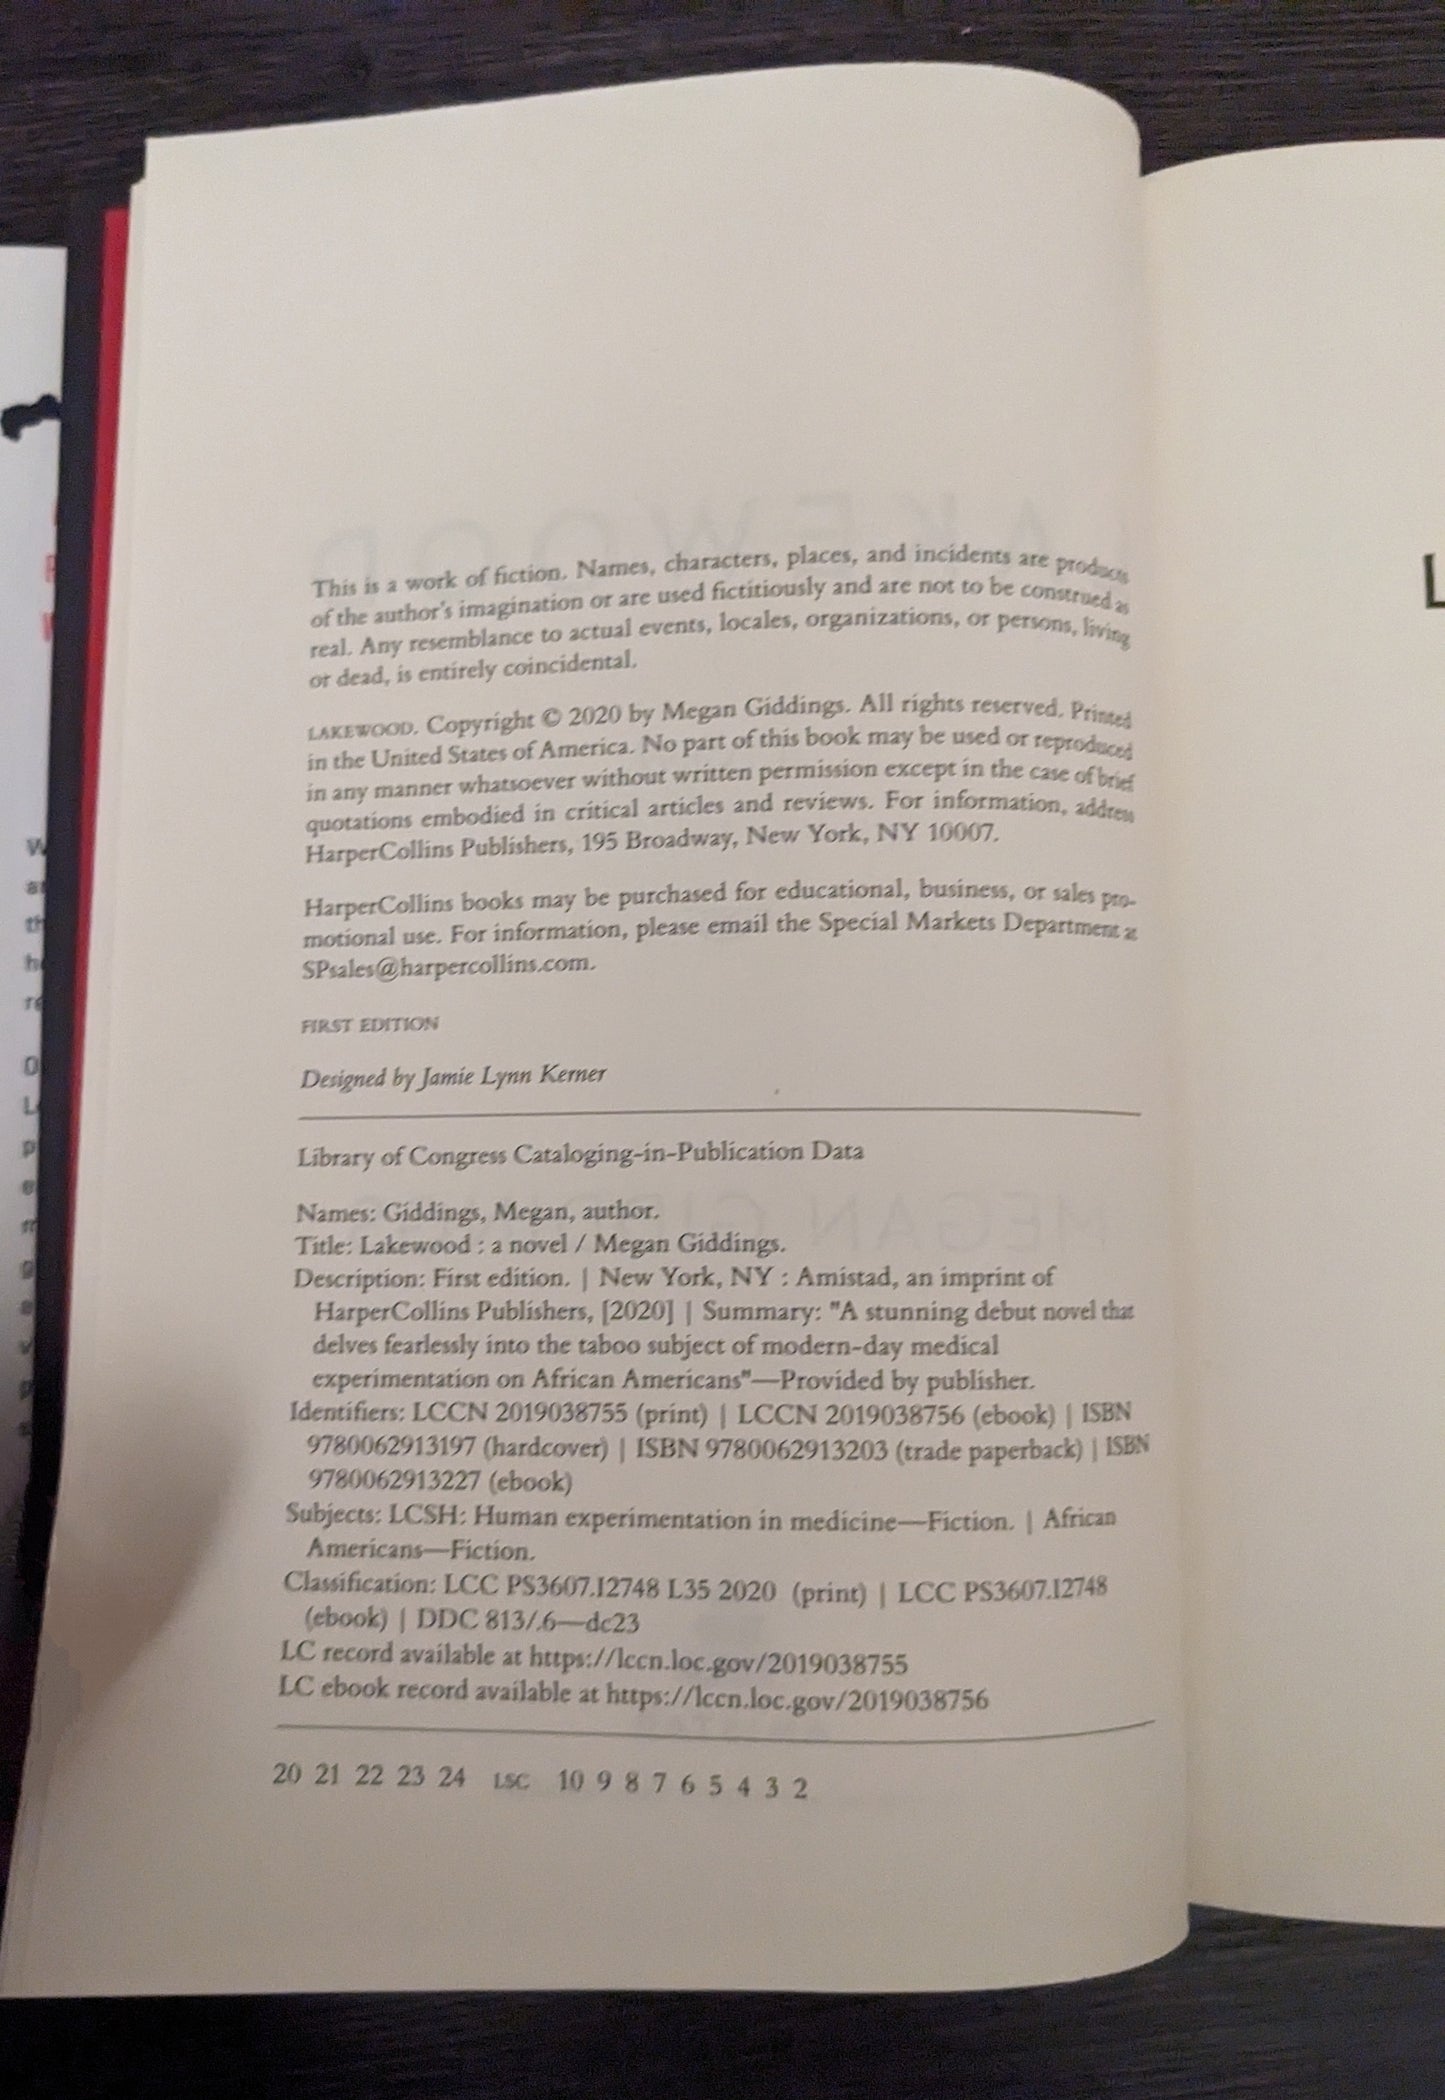 This is a work of fiction. Names, characters, places, and incidents are products
of the author's imagination or are used fictitiously and are not to be construed as
real. Any resemblance to actual events, locales, organizations, or persons, living
or dead, is entirely coincidental.
LAKEWOOD. Copyright © 2020 by Megan Giddings. All rights reserved. Printed
in the United States of America. No part of this book may be used or reproduced
in any manner whatsoever without written permission except in the case of brief
quotations embodied in critical articles and reviews. For information, address
HarperCollins Publishers, 195 Broadway, New York, NY 10007.
HarperCollins books may be purchased for educational, business, or sales pro-
motional use. For information, please email the Special Markets Department at
SPsales@harpercollins.com.
FIRST EDITION
Designed by Jamie Lynn Kerner
Library of Congress Cataloging-in-Publication Data
Names: Giddings, Megan, author.
Title: Lakewood : a novel / Megan Giddings.
Description: First edition. | New York, NY : Amistad, an imprint of
HarperCollins Publishers, [2020] | Summary: "A stunning debut novel that
delves fearlessly into the taboo subject of modern-day medical
experimentation on African Americans"—Provided by publisher.
Identifiers: LCCN 2019038755 (print) | LCCN 2019038756 (ebook) | ISBN
9780062913197 (hardcover) | ISBN 9780062913203 (trade paperback) | ISBN
9780062913227 (ebook)
Subjects: LCSH: Human experimentation in medicine—Fiction. | African
Americans—Fiction.
Classification: LCC PS3607.I2748 L35 2020 (print) | LCC PS3607.I2748
(ebook) | DDC 813/.6—dc23
LC record available at https://lccn.loc.gov/2019038755
LC ebook record available at https://lccn.loc.gov/2019038756
20 21 22 23 24 LSC 10 9 8 7 6 5 4 3 2
L